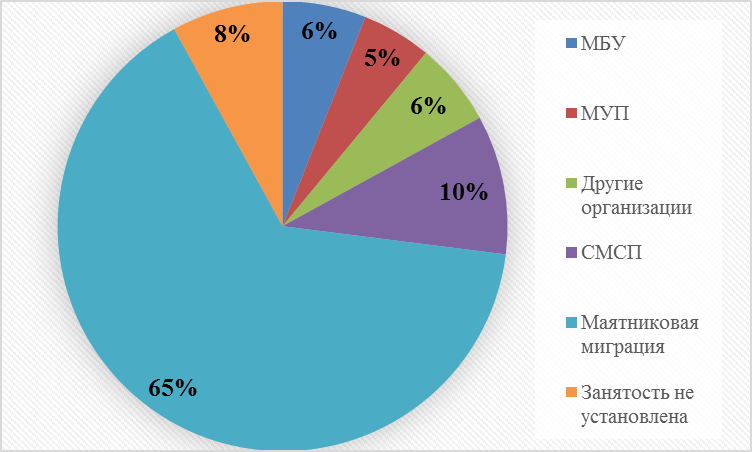 6%
5%
6%
10%
65%
8%
МБУ
МУП
Другие
организации
СМСП
Маятниковая
миграция
Занятость не
установлена